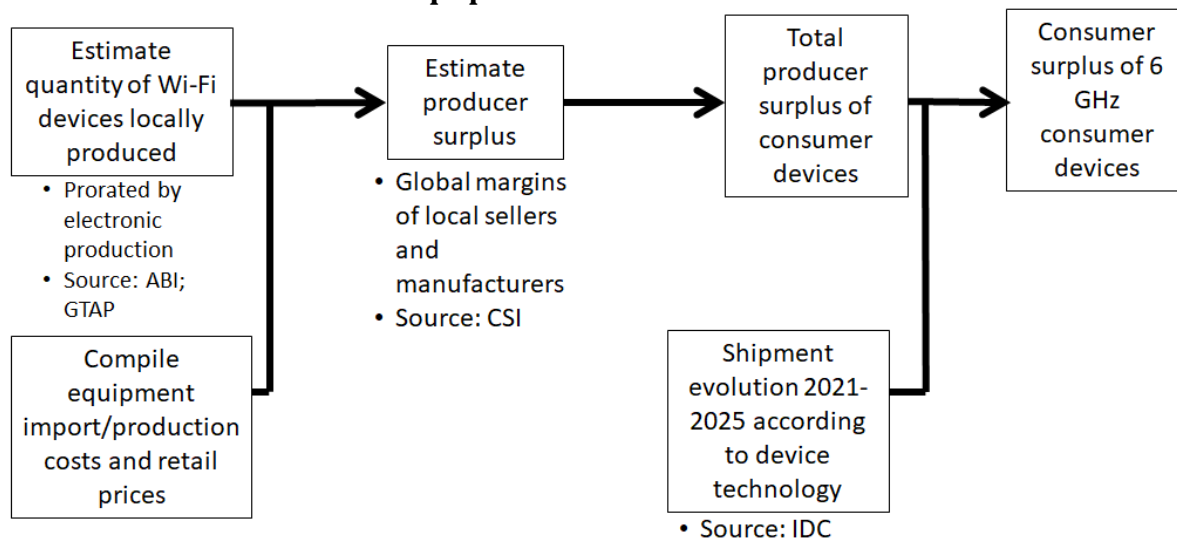 Estimate
quantity of Wi-Fi
devices locally
produced
• Prorated by
electronic
production
• Source: ABI;
GTAP
Compile
equipment
import/production
costs and retail
prices
Estimate
producer
surplus
• Global margins
of local sellers
and
manufacturers
• Source: CSI
Total
producer
surplus of
consumer
devices
Shipment
evolution 2021-
2025 according
to device
technology
• Source: IDC
Consumer
surplus of 6
GHz
consumer
devices